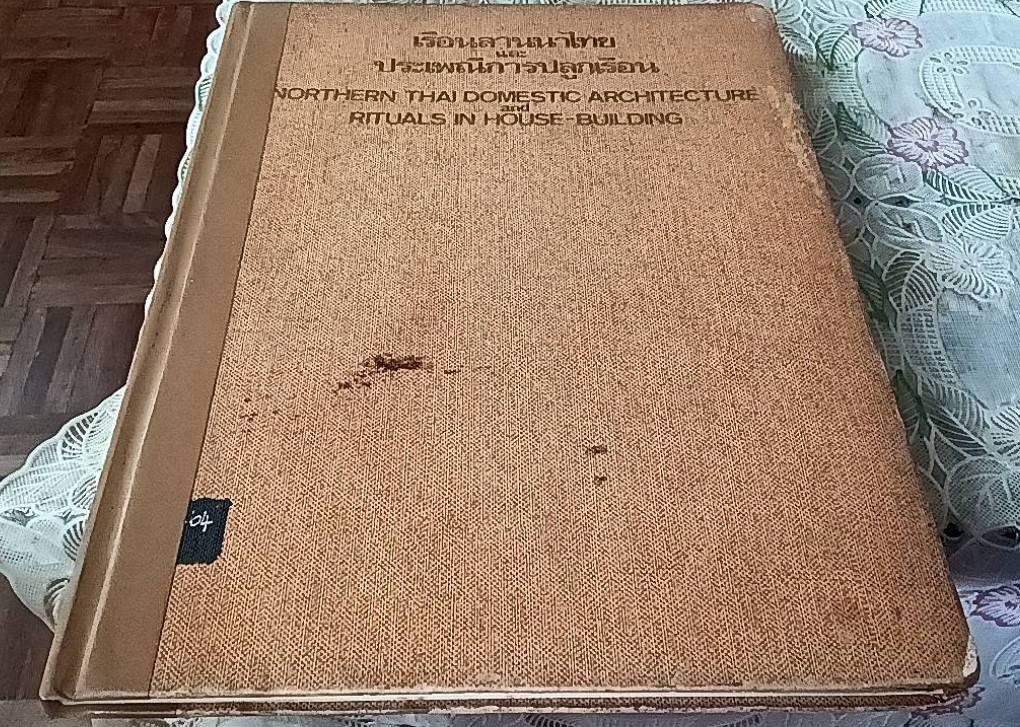 เรือนลานนาไทย
และ
ประเพณีการปลูกเรือน
NORTHERN THAI DOMESTIC ARCHITECTURE
and
RITUALS IN HOUSE-BUILDING
'04